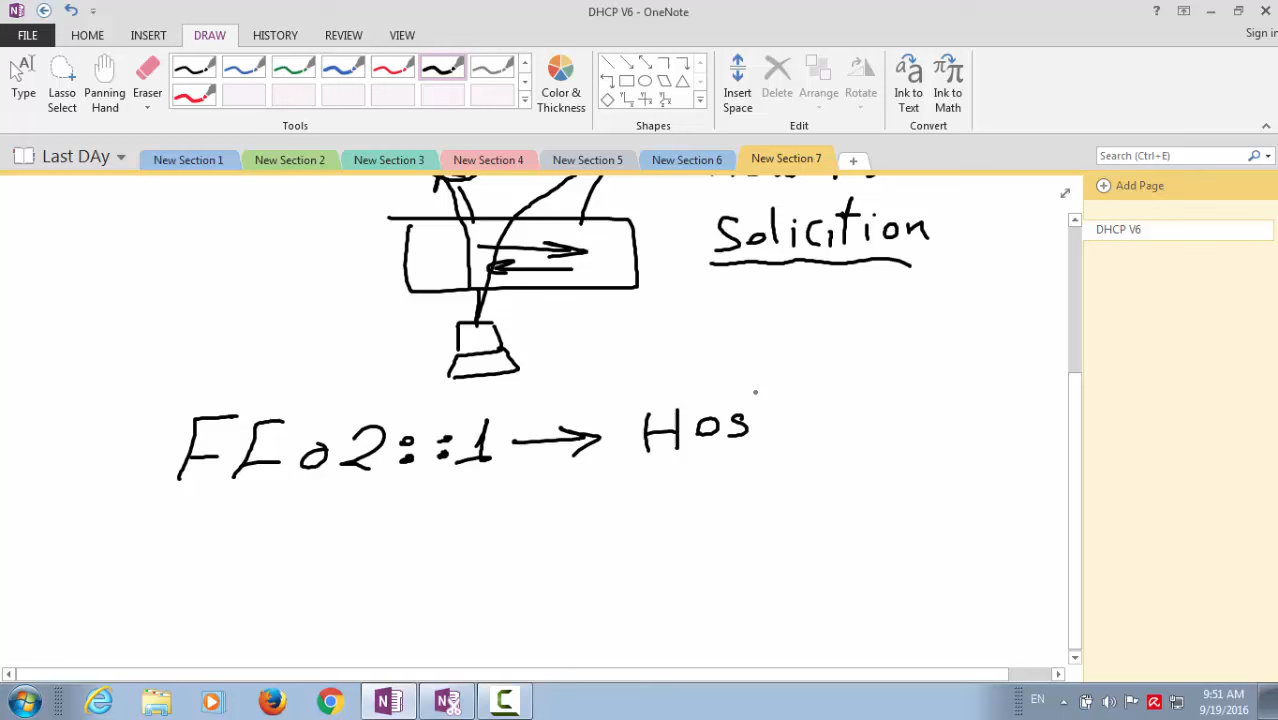 DHCP V6 - OneNote
FILE HOME INSERT DRAW HISTORY REVIEW VIEW Sign in
Type Lasso Select Panning Hand Eraser Color & Thickness Insert Space Delete Arrange Rotate Ink to Text Ink to Math
Tools Shapes Edit Convert
Last DAy New Section 1 New Section 2 New Section 3 New Section 4 New Section 5 New Section 6 New Section 7 Search (Ctrl+E)
Add Page
DHCP V6
Solicition
FE02::1 → Hos
EN 9:51 AM
9/19/2016